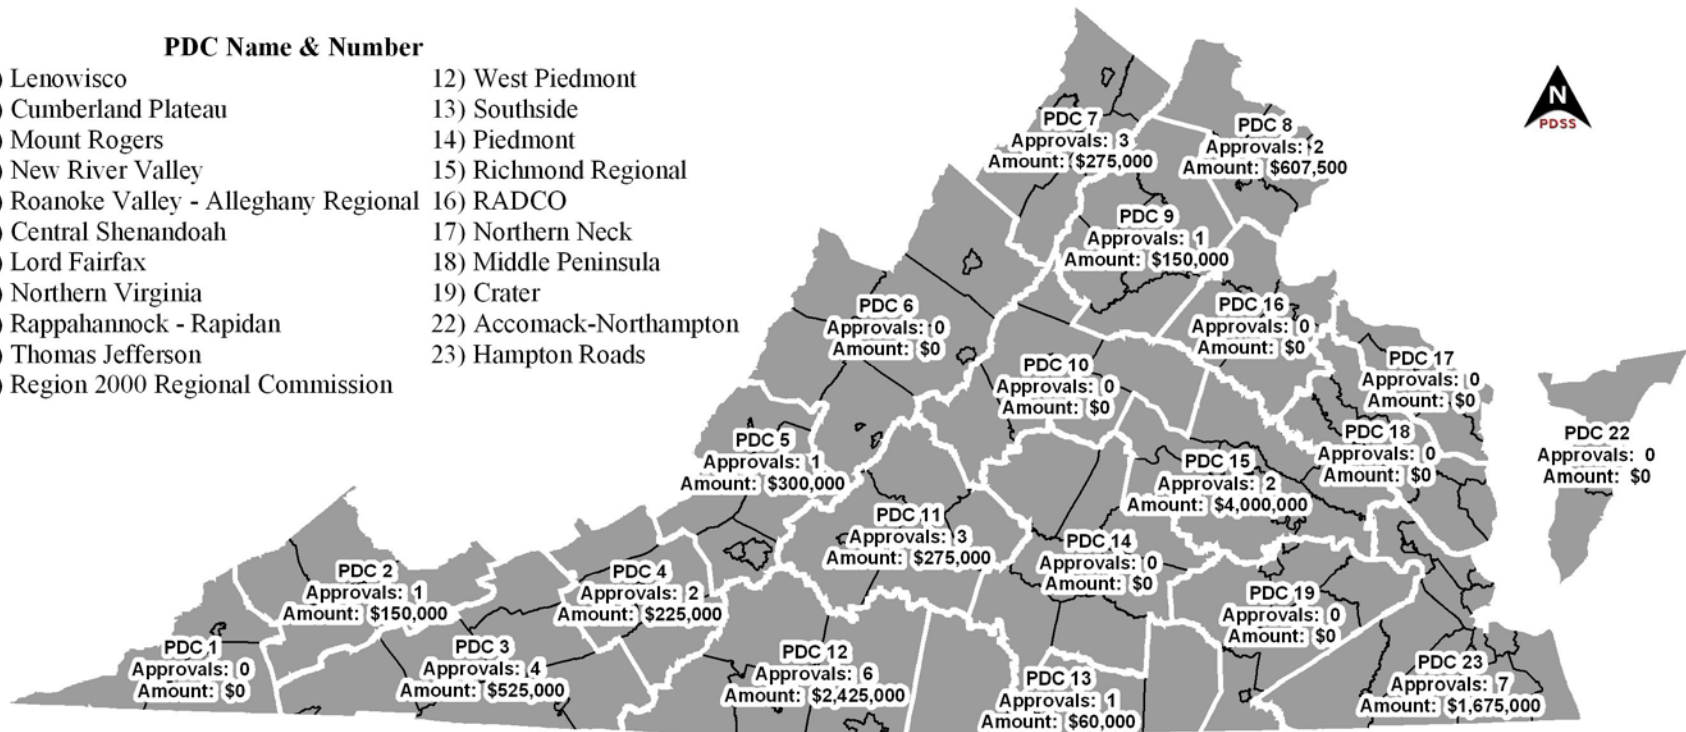 PDC Name & Number
) Lenowisco
) Cumberland Plateau
) Mount Rogers
) New River Valley
) Roanoke Valley - Alleghany Regional
) Central Shenandoah
) Lord Fairfax
) Northern Virginia
) Rappahannock - Rapidan
) Thomas Jefferson
) Region 2000 Regional Commission
12) West Piedmont
13) Southside
14) Piedmont
15) Richmond Regional
16) RADCO
17) Northern Neck
18) Middle Peninsula
19) Crater
22) Accomack-Northampton
23) Hampton Roads
N
PDSS
PDC 7
Approvals: 3
Amount: $275,000
PDC 8
Approvals: 2
Amount: $607,500
PDC 9
Approvals: 1
Amount: $150,000
PDC 6
Approvals: 0
Amount: $0
PDC 16
Approvals: 0
Amount: $0
PDC 10
Approvals: 0
Amount: $0
PDC 17
Approvals: 0
Amount: $0
PDC 5
Approvals: 1
Amount: $300,000
PDC 18
Approvals: 0
Amount: $0
PDC 22
Approvals: 0
Amount: $0
PDC 15
Approvals: 2
Amount: $4,000,000
PDC 11
Approvals: 3
Amount: $275,000
PDC 14
Approvals: 0
Amount: $0
PDC 2
Approvals: 1
Amount: $150,000
PDC 4
Approvals: 2
Amount: $225,000
PDC 19
Approvals: 0
Amount: $0
PDC 1
Approvals: 0
Amount: $0
PDC 3
Approvals: 4
Amount: $525,000
PDC 12
Approvals: 6
Amount: $2,425,000
PDC 13
Approvals: 1
Amount: $60,000
PDC 23
Approvals: 7
Amount: $1,675,000